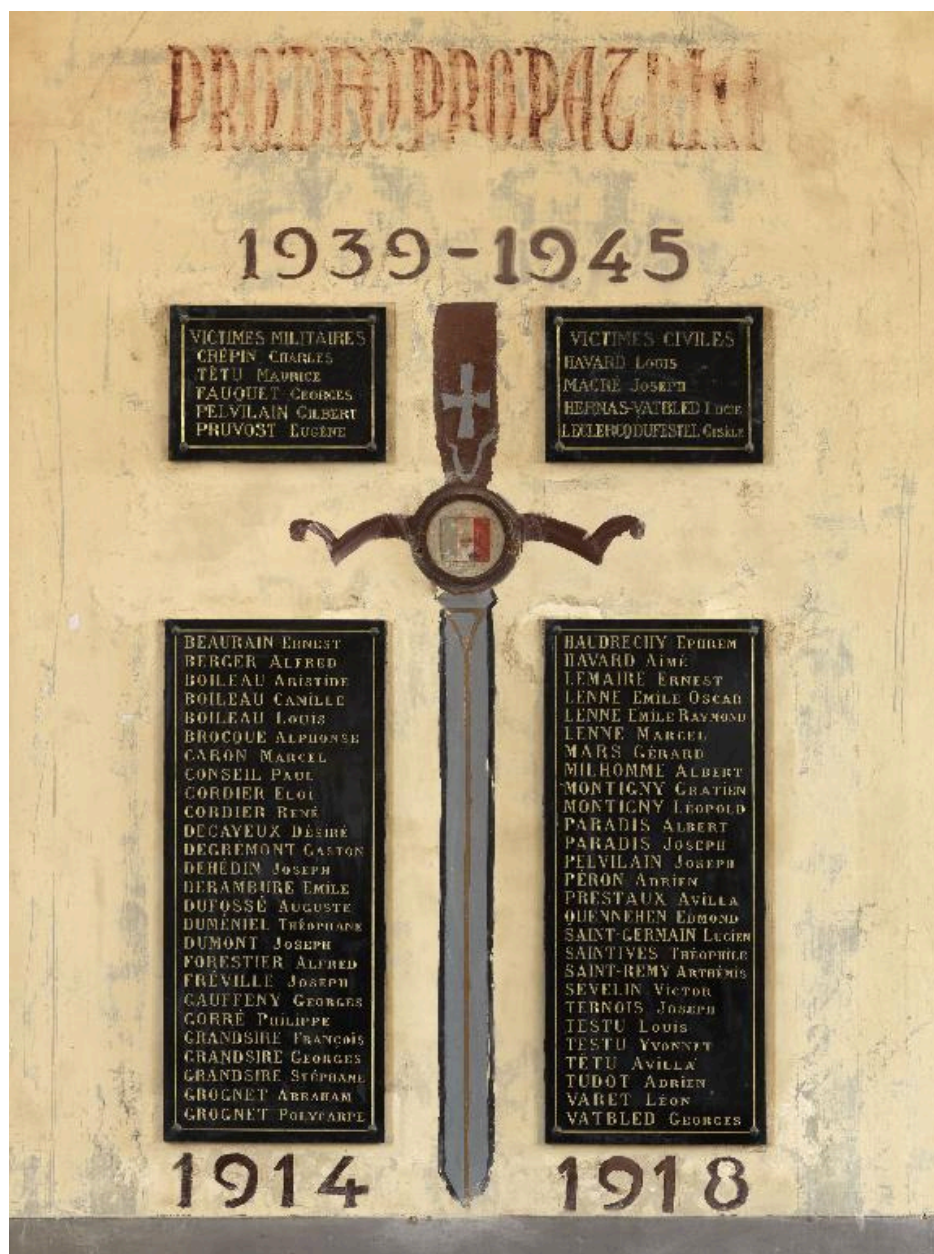 PRO DEO PRO PATRIA
1939-1945
VICTIMES MILITAIRES
CRÉPIN CHARLES
TÊTU MAURICE
FAUQUET GEORGES
PELVILAIN GILBERT
PRUVOST EUGÈNE
VICTIMES CIVILES
HAVARD LOUIS
MACRÉ JOSEPH
HERNAS-VATBLED LUCIE
LECLERCQ DUFESTEL GISÈLE
BEAURAIN ERNEST
BERGER ALFRED
BOILEAU ARISTIDE
BOILEAU CAMILLE
BOILEAU LOUIS
BROCQUE ALPHONSE
CARON MARCEL
CONSEIL PAUL
CORDIER ELOI
CORDIER RENÉ
DECAYEUX DÉSIRÉ
DEGREMONT GASTON
DEHÉDIN JOSEPH
DERAMBURE EMILE
DUFOSSÉ AUGUSTE
DUMÉNIEL THÉOPHANE
DUMONT JOSEPH
FORESTIER ALFRED
FRÉVILLE JOSEPH
GAUFFENY GEORGES
GORRÉ PHILIPPE
GRANDSIRE FRANÇOIS
GRANDSIRE GEORGES
GRANDSIRE STÉPHANE
GROGNET ABRAHAM
GROGNET POLYCARPE
HAUDRECHY EPHREM
HAVARD AIMÉ
LEMAIRE ERNEST
LENNE EMILE OSCAR
LENNE EMILE RAYMOND
LENNE MARCEL
MARS GÉRARD
MILHOMME ALBERT
MONTIGNY GRATIEN
MONTIGNY LÉOPOLD
PARADIS ALBERT
PARADIS JOSEPH
PELVILAIN JOSEPH
PÉRON ADRIEN
PRESTAUX AVILLA
QUENNEHEN EDMOND
SAINT-GERMAIN LUCIEN
SAINTIVES THÉOPHILE
SAINT-REMY ARTHÉMIS
SEVELIN VICTOR
TERNOIS JOSEPH
TESTU LOUIS
TESTU YVONNET
TÊTU AVILLA
TUDOT ADRIEN
VARET LÉON
VATBLED GEORGES
1914
1918